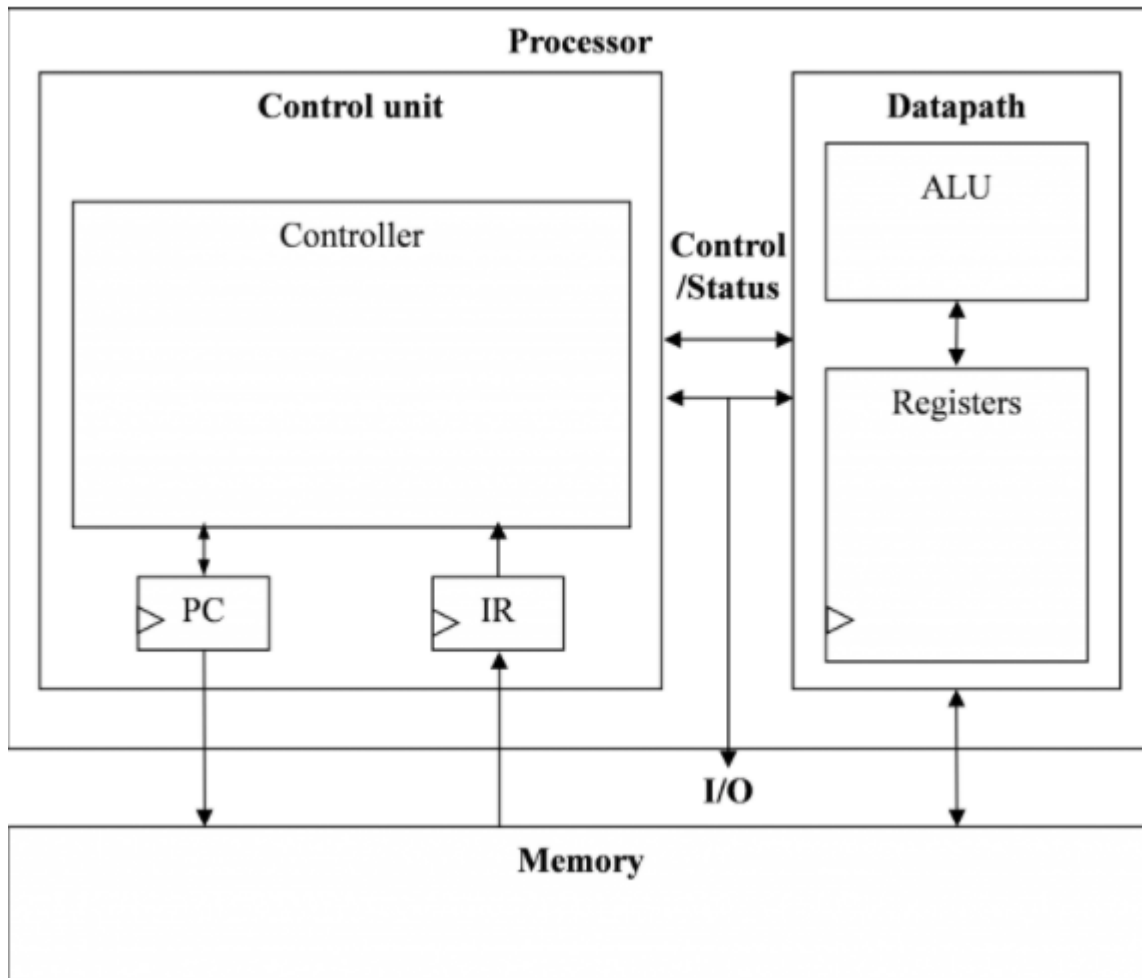 Processor
Control unit
Datapath
ALU
Controller
Control
/Status
Registers
PC
IR
I/O
Memory